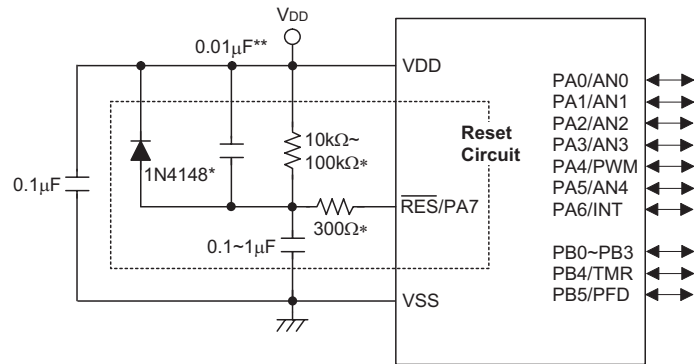 VDD
0.01μF**
VDD
PA0/AN0
PA1/AN1
PA2/AN2
PA3/AN3
PA4/PWM
PA5/AN4
PA6/INT
PB0~PB3
PB4/TMR
PB5/PFD
Reset
Circuit
10kΩ~
100kΩ*
1N4148*
0.1μF
RES/PA7
300Ω*
0.1~1μF
VSS